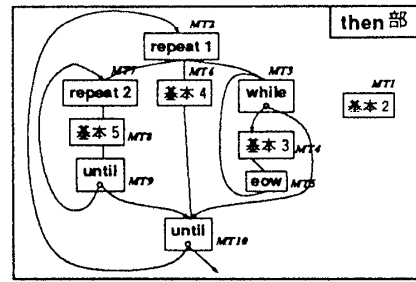 then 部
MT2
repeat 1
MT7
MT6
MT3
repeat 2
基本 4
while
MT1
基本 2
基本 5
MT8
基本 3
MT4
until
MT9
eow
MT5
until
MT10